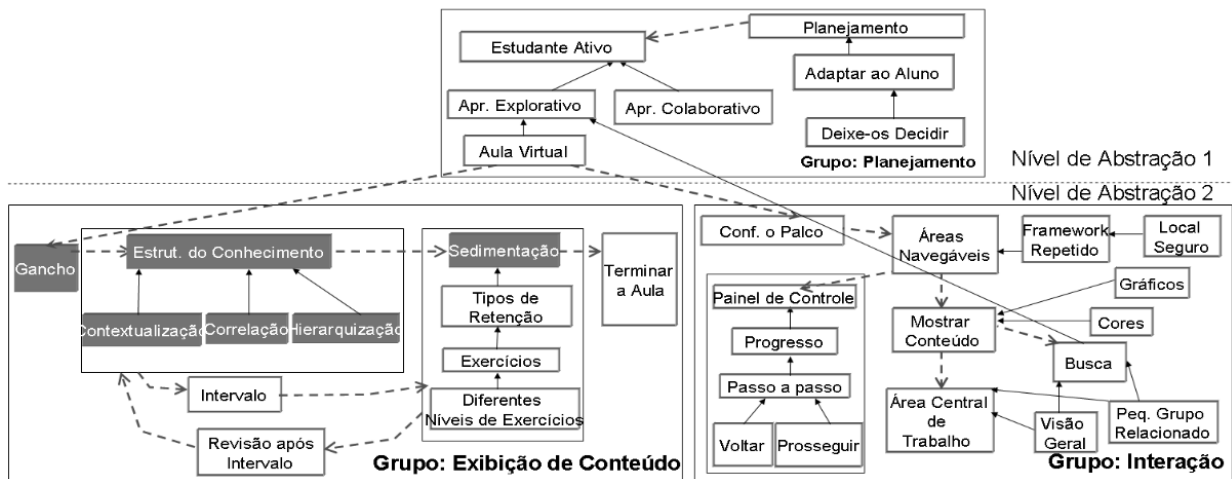 Planejamento
Estudante Ativo
Adaptar ao Aluno
Apr. Explorativo
Apr. Colaborativo
Deixe-os Decidir
Aula Virtual
Grupo: Planejamento
Nível de Abstração 1
Nível de Abstração 2
Gancho
Estrut. do Conhecimento
Contextualização
Correlação
Hierarquização
Intervalo
Revisão após
Intervalo
Sedimentação
Tipos de
Retenção
Exercícios
Diferentes
Níveis de Exercícios
Terminar
a Aula
Grupo: Exibição de Conteúdo
Conf. o Palco
Áreas
Navegáveis
Framework
Repetido
Local
Seguro
Painel de Controle
Progresso
Passo a passo
Voltar
Prosseguir
Mostrar
Conteúdo
Gráficos
Cores
Busca
Área Central
de
Trabalho
Visão
Geral
Peq. Grupo
Relacionado
Grupo: Interação